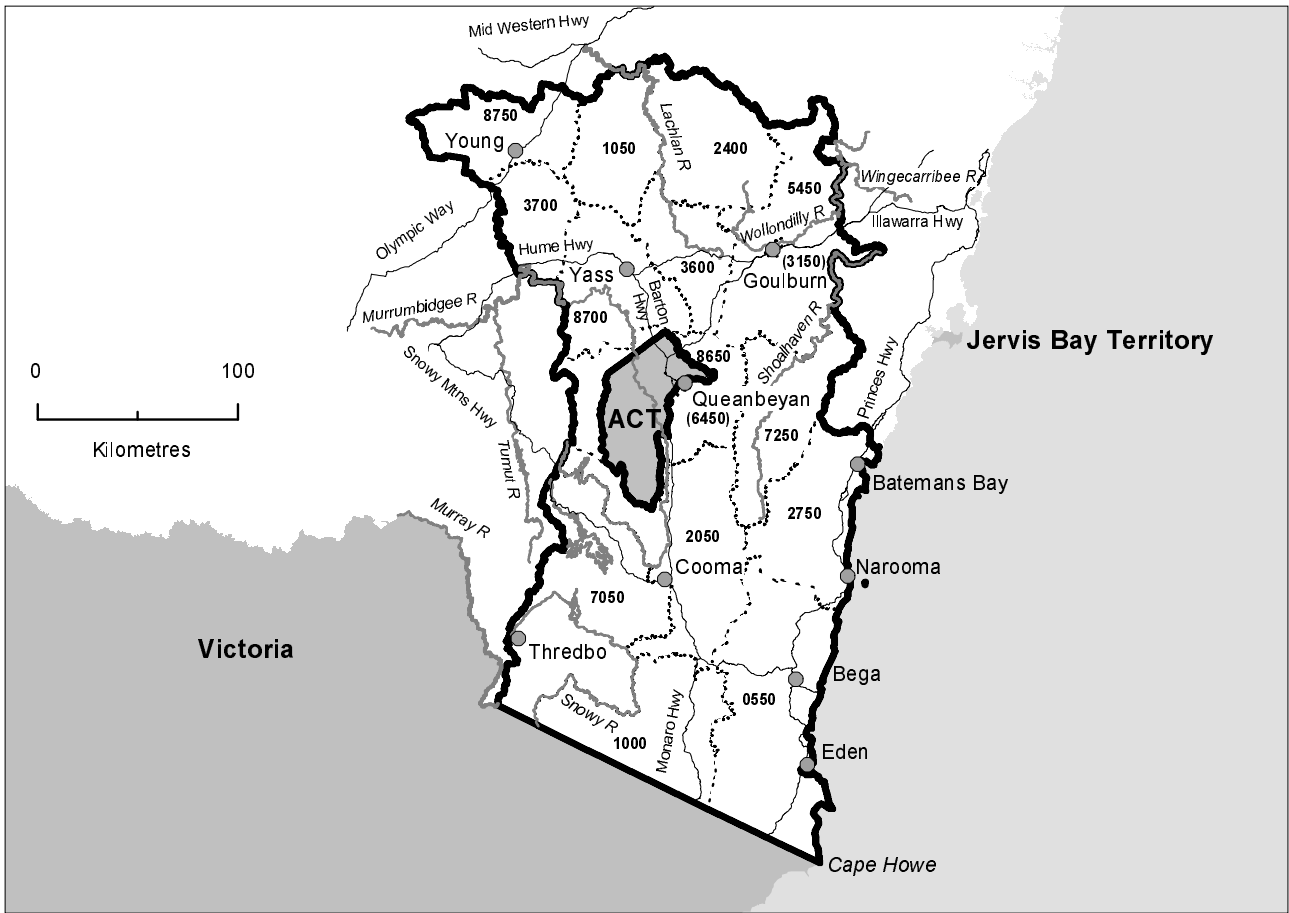 Mid Western Hwy
8750
Young
1050
Lachlan R
2400
5450
Wingecarribee R
3700
Olympic Way
Wollondilly R
Illawarra Hwy
Hume Hwy
Yass
3600
(3150)
Goulburn
Barton
Hwy
Murrumbidgee R
8700
Shoalhaven R
Jervis Bay Territory
Snowy Mtns Hwy
8650
Princes Hwy
0
100
Kilometres
Queanbeyan
(6450)
ACT
7250
Tumut R
Batemans Bay
Murray R
2750
2050
Cooma
Narooma
7050
Victoria
Thredbo
Bega
0550
Snowy R
Monaro Hwy
1000
Eden
Cape Howe